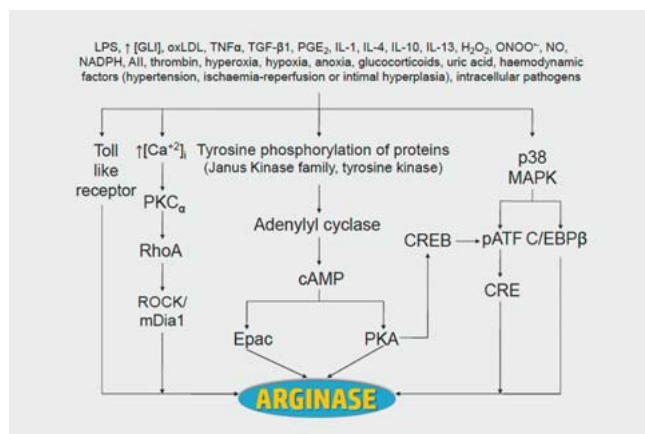 LPS, ↑ [GLI], oxLDL, TNFα, TGF-β1, PGE₂, IL-1, IL-4, IL-10, IL-13, H₂O₂, ONOO⁻, NO,
NADPH, AII, thrombin, hyperoxia, hypoxia, anoxia, glucocorticoids, uric acid, haemodynamic
factors (hypertension, ischaemia-reperfusion or intimal hyperplasia), intracellular pathogens
Toll
like
receptor
↑[Ca⁺²]ᵢ
PKCα
RhoA
ROCK/
mDia1
Tyrosine phosphorylation of proteins
(Janus Kinase family, tyrosine kinase)
Adenylyl cyclase
cAMP
Epac
PKA
CREB
p38
MAPK
pATF
C/EBPβ
CRE
ARGINASE